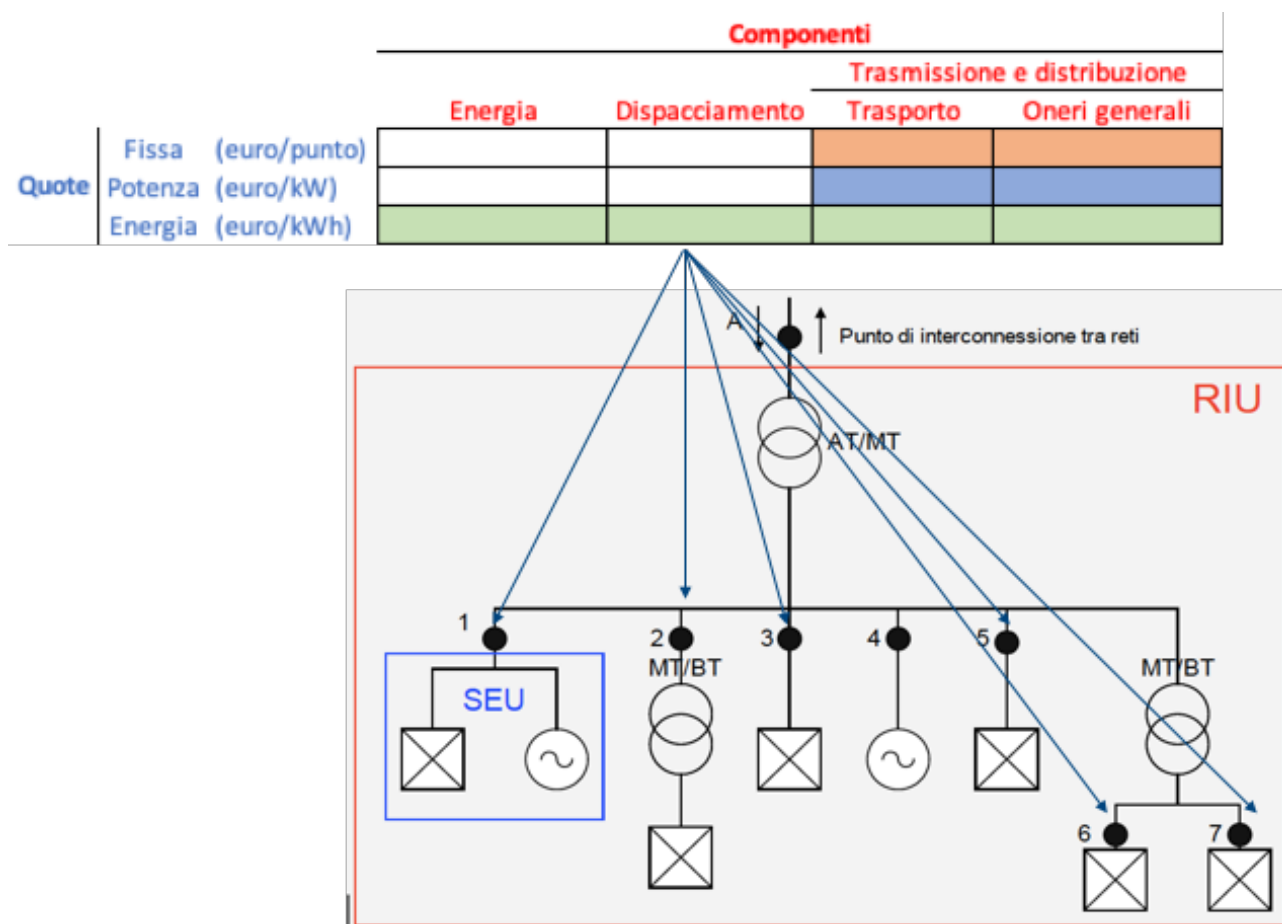 Componenti
Trasmissione e distribuzione
Energia Dispacciamento Trasporto Oneri generali
Fissa (euro/punto)
Quote Potenza (euro/kW)
Energia (euro/kWh)
A Punto di interconnessione tra reti
RIU
AT/MT
1 2 3 4 5
MT/BT MT/BT
SEU
6 7